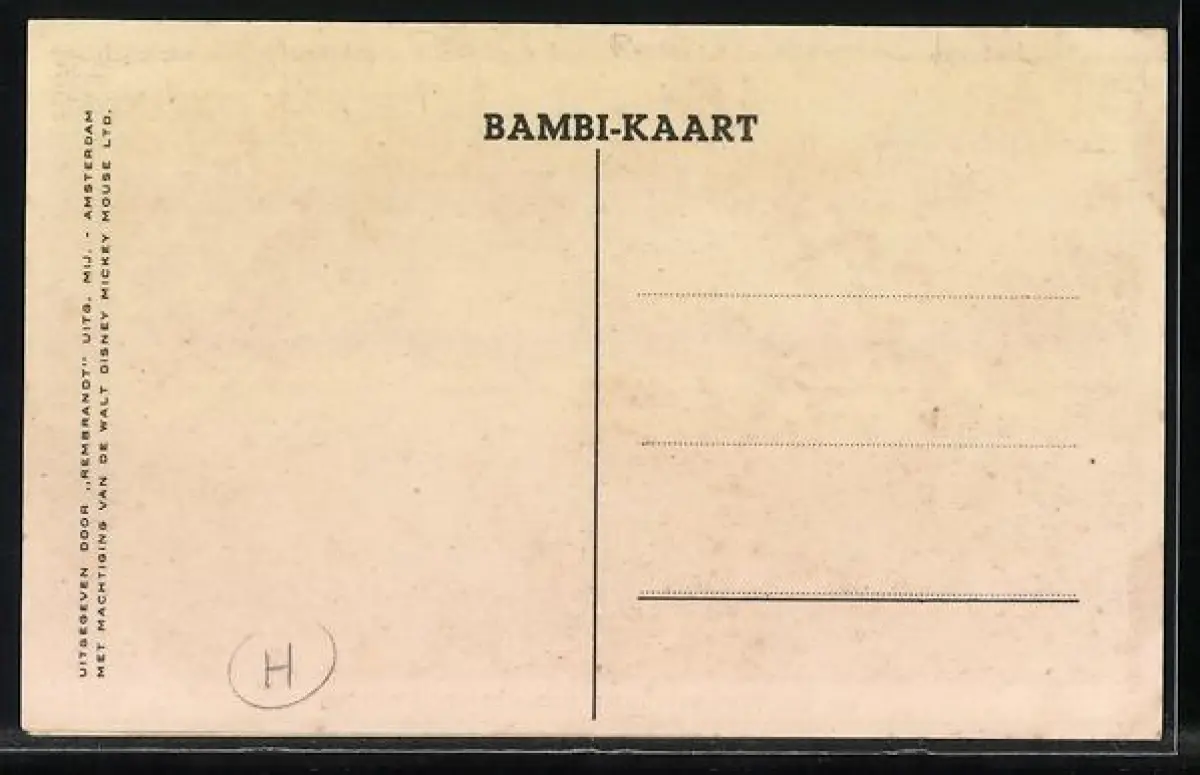 BAMBI-KAART
UITGEGEVEN DOOR „REMBRANDT" UITG. MIJ. - AMSTERDAM
MET MACHTIGING VAN DE WALT DISNEY MICKEY MOUSE LTD.
H